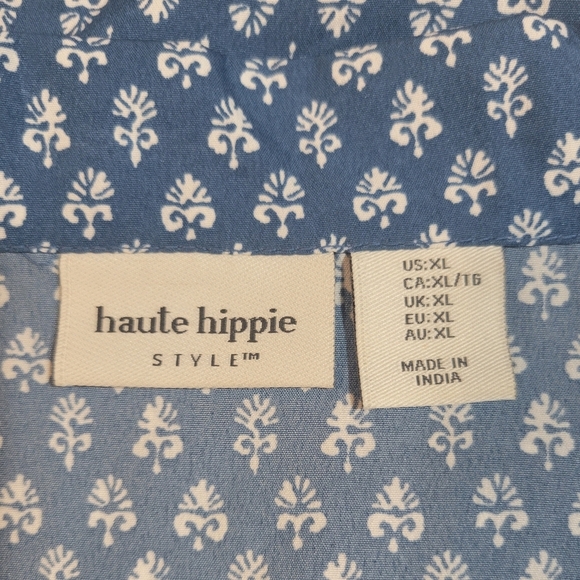 haute hippie
STYLE™
US:XL
CA:XL/TG
UK:XL
EU:XL
AU:XL
MADE IN
INDIA